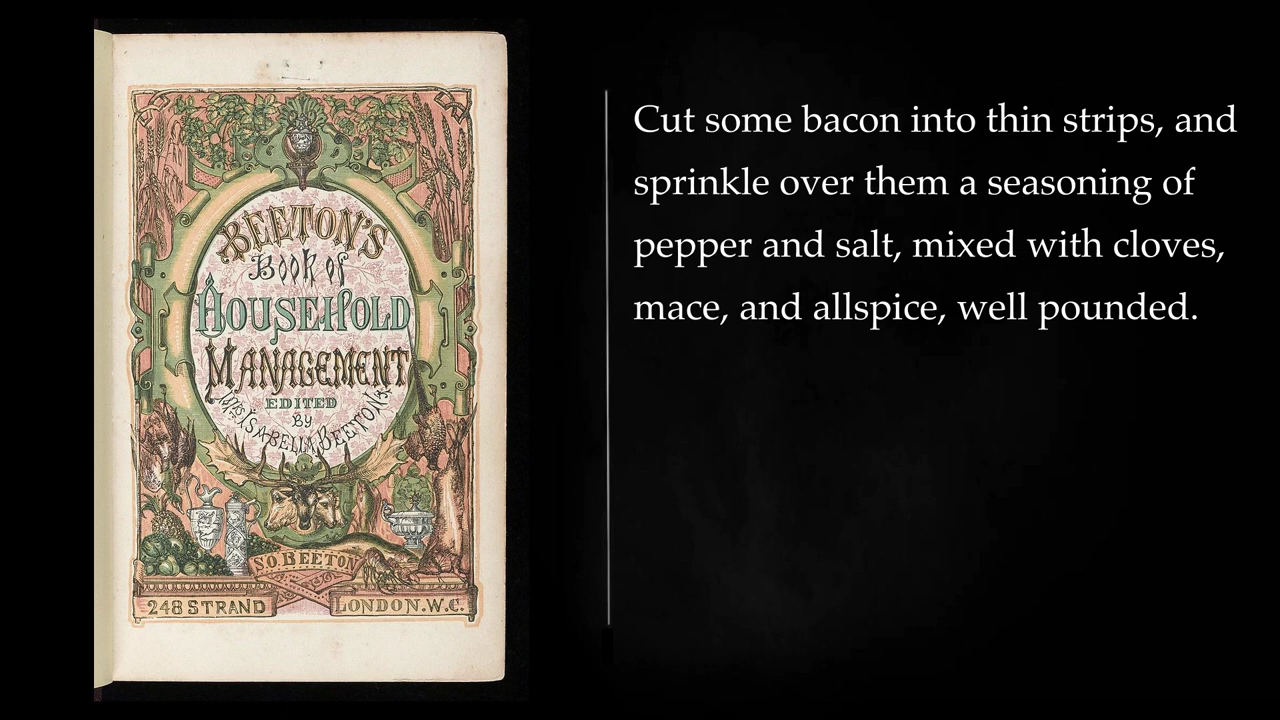 BEETON'S
Book of
HOUSEHOLD
MANAGEMENT
EDITED
BY
MRS ISABELLA BEETON
S.O. BEETON
248 STRAND
LONDON. W.C.
Cut some bacon into thin strips, and
sprinkle over them a seasoning of
pepper and salt, mixed with cloves,
mace, and allspice, well pounded.